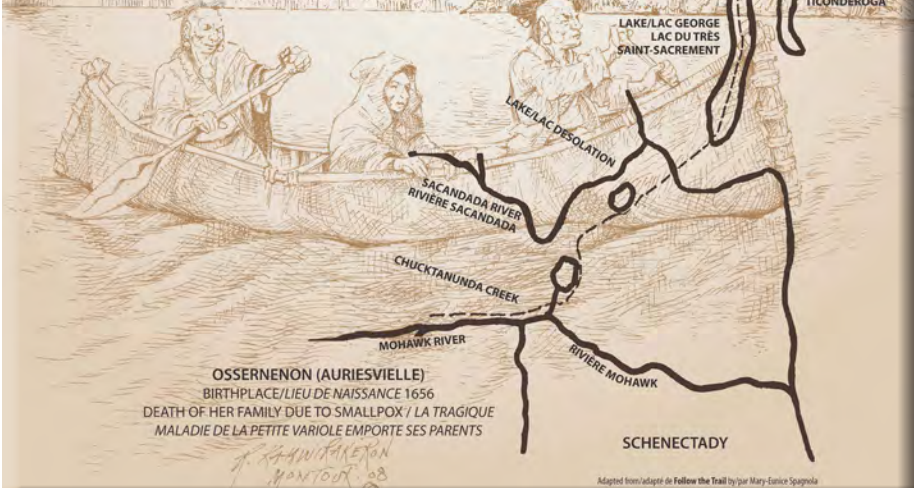 TICONDEROGA
LAKE/LAC GEORGE
LAC DU TRÈS
SAINT-SACREMENT
LAKE/LAC DESOLATION
SACANDADA RIVER
RIVIÈRE SACANDADA
CHUCKTANUNDA CREEK
MOHAWK RIVER
RIVIÈRE MOHAWK
OSSERNENON (AURIESVIELLE)
BIRTHPLACE/LIEU DE NAISSANCE 1656
DEATH OF HER FAMILY DUE TO SMALLPOX / LA TRAGIQUE
MALADIE DE LA PETITE VARIOLE EMPORTE SES PARENTS
SCHENECTADY
MONTOUR . 08
Adapted from/adapté de Follow the Trail by/par Mary-Eunice Spagnola